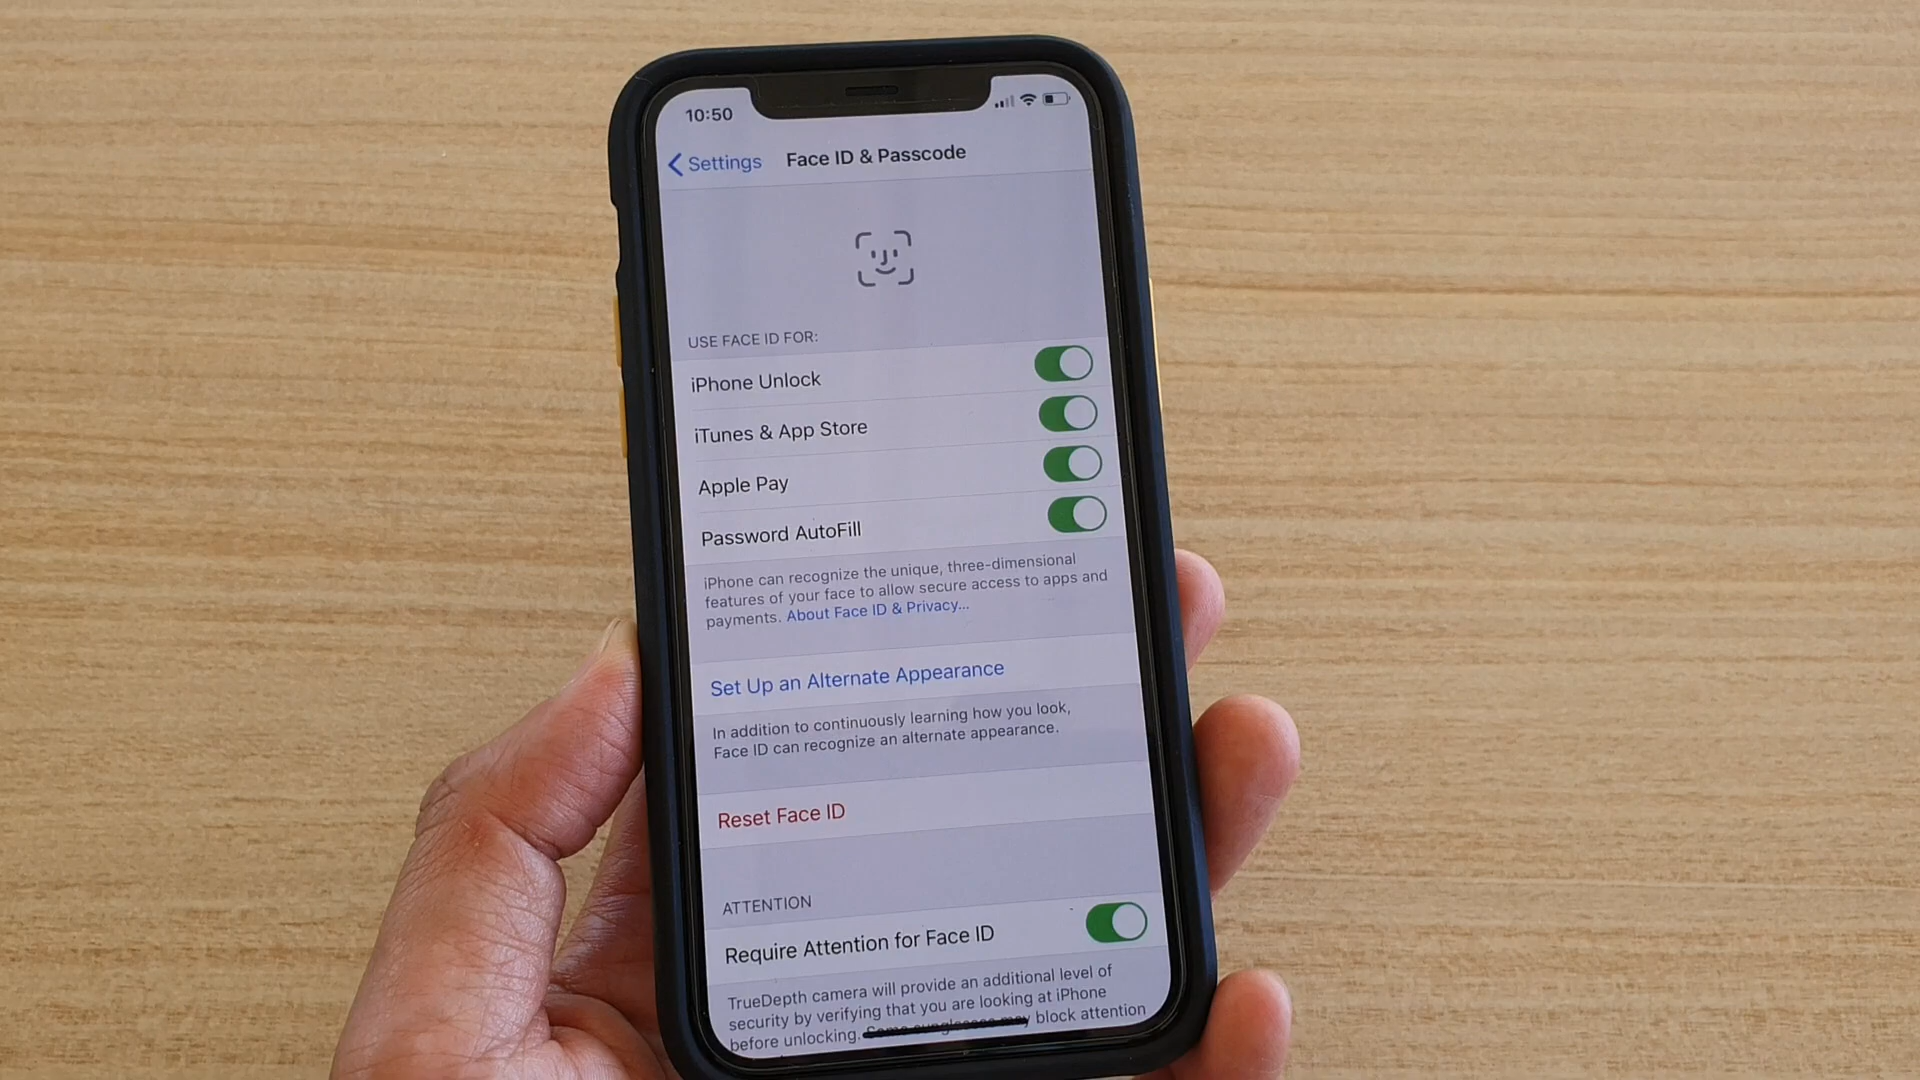 10:50
Settings Face ID & Passcode
USE FACE ID FOR:
iPhone Unlock
iTunes & App Store
Apple Pay
Password AutoFill
iPhone can recognize the unique, three-dimensional
features of your face to allow secure access to apps and
payments. About Face ID & Privacy...
Set Up an Alternate Appearance
In addition to continuously learning how you look,
Face ID can recognize an alternate appearance.
Reset Face ID
ATTENTION
Require Attention for Face ID
TrueDepth camera will provide an additional level of
security by verifying that you are looking at iPhone
before unlocking. Some sunglasses may block attention